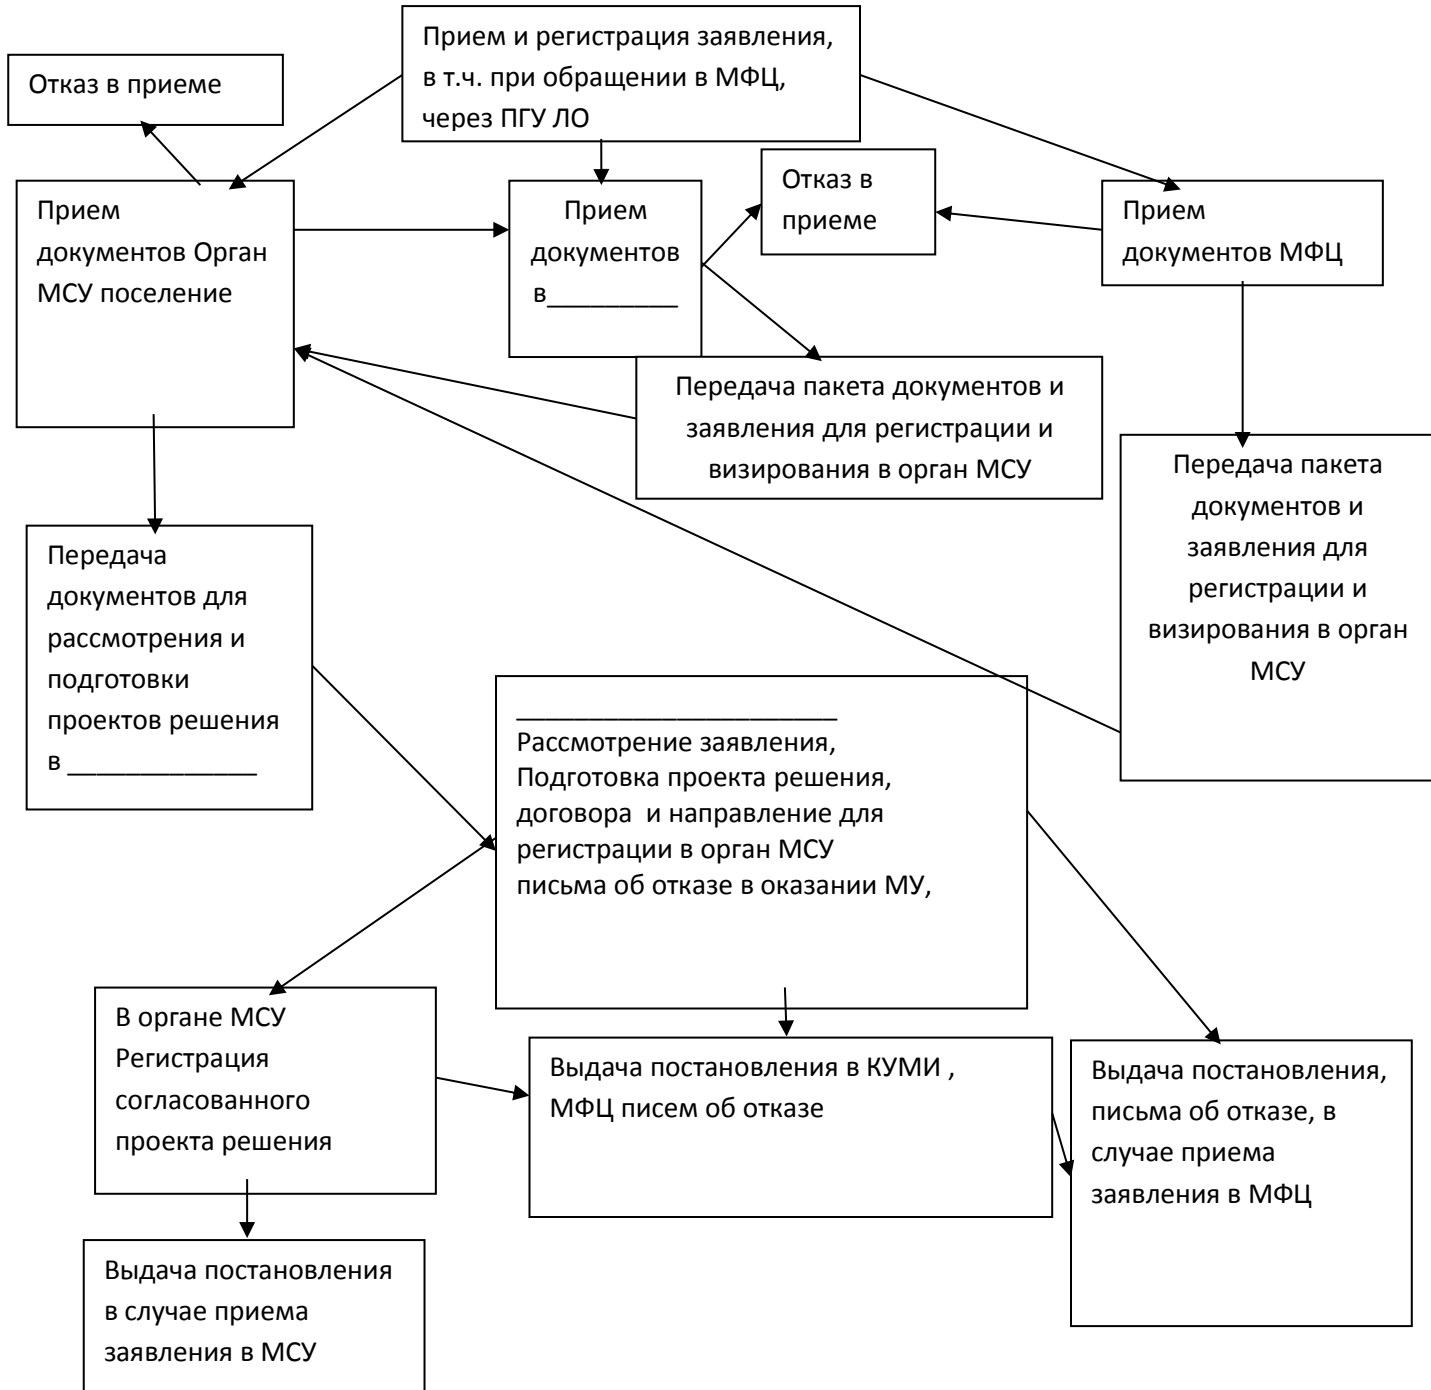 Прием и регистрация заявления,
в т.ч. при обращении в МФЦ,
через ПГУ ЛО
Отказ в приеме
Прием
документов Орган
МСУ поселение
Прием
документов
в_________
Отказ в
приеме
Прием
документов МФЦ
Передача пакета документов и
заявления для регистрации и
визирования в орган МСУ
Передача пакета
документов и
заявления для
регистрации и
визирования в орган
МСУ
Передача
документов для
рассмотрения и
подготовки
проектов решения
в _____________
______________________
Рассмотрение заявления,
Подготовка проекта решения,
договора  и направление для
регистрации в орган МСУ
письма об отказе в оказании МУ,
В органе МСУ
Регистрация
согласованного
проекта решения
Выдача постановления в КУМИ ,
МФЦ писем об отказе
Выдача постановления,
письма об отказе, в
случае приема
заявления в МФЦ
Выдача постановления
в случае приема
заявления в МСУ